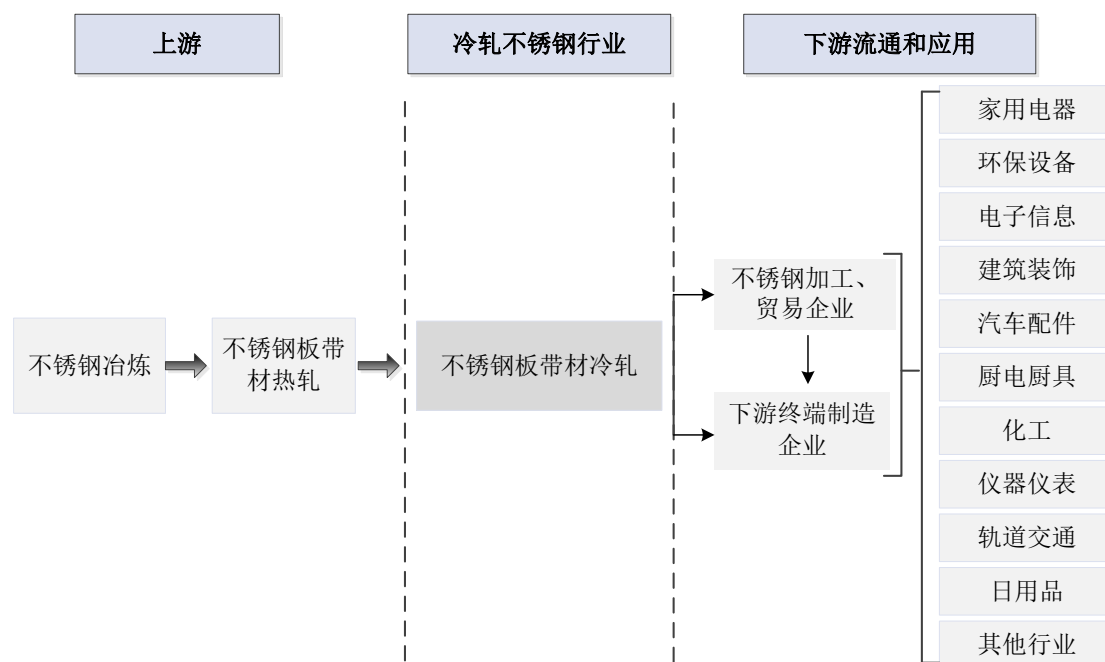 上游
冷轧不锈钢行业
下游流通和应用
不锈钢冶炼
不锈钢板带
材热轧
不锈钢板带材冷轧
不锈钢加工、
贸易企业
下游终端制造
企业
家用电器
环保设备
电子信息
建筑装饰
汽车配件
厨电厨具
化工
仪器仪表
轨道交通
日用品
其他行业